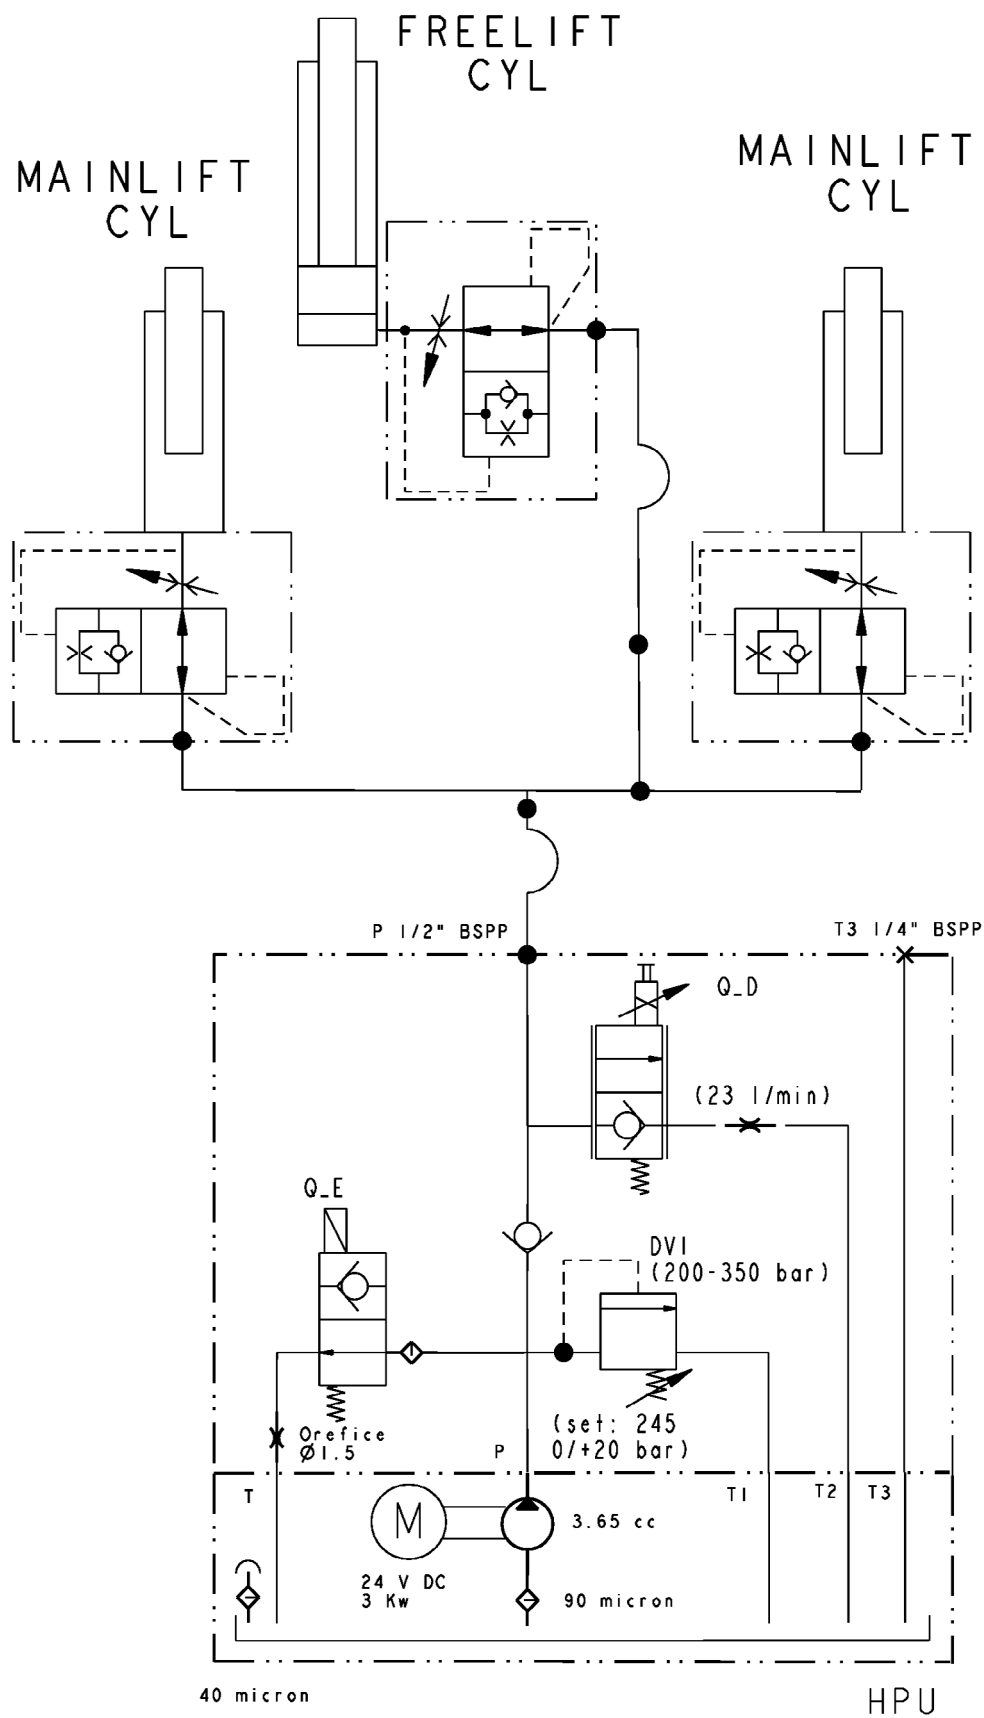 FREELIFT
CYL
MAINLIFT
CYL
MAINLIFT
CYL
P 1/2" BSPP
T3 1/4" BSPP
Q_D
(23 l/min)
Q_E
DV1
(200-350 bar)
Orefice
Ø1.5
P
(set: 245
0/+20 bar)
T
M
3.65 cc
T1
T2
T3
24 V DC
3 Kw
90 micron
40 micron
HPU